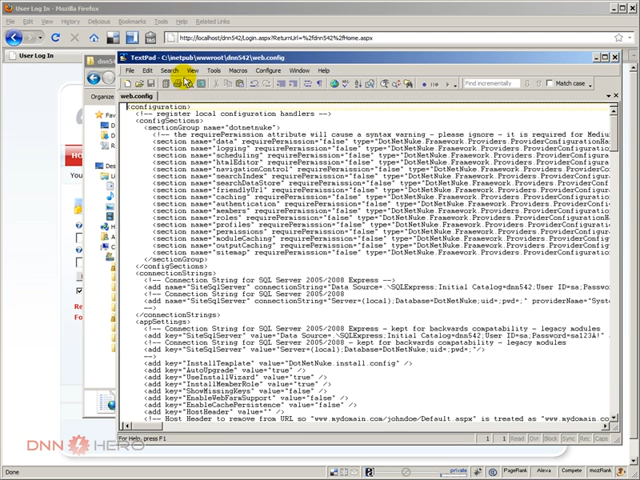 Mozilla Firefox
File Edit View History Bookmarks Delicious Tools Help
http://localhost/dnn542/Login.aspx?ReturnUrl=%2fdnn542%2fHome.aspx
Google
Getting Started Latest Headlines Customize Links Related Links
User Log In
TextPad - C:\inetpub\wwwroot\dnn542\web.config
File Edit Search View Tools Macros Configure Window Help
Find incrementally Match case
web.config
Organize
Fav
Des
HO
You
Re
Fo
<configuration>
<!-- register local configuration handlers -->
<configSections>
<sectionGroup name="dotnetnuke">
<!-- the requirePermission attribute will cause a syntax warning - please ignore - it is required for Mediu
<section name="data" requirePermission="false" type="DotNetNuke.Framework.Providers.ProviderConfigurationHa
<section name="logging" requirePermission="false" type="DotNetNuke.Framework.Providers.ProviderConfiguratio
<section name="scheduling" requirePermission="false" type="DotNetNuke.Framework.Providers.ProviderConfigura
<section name="htmlEditor" requirePermission="false" type="DotNetNuke.Framework.Providers.ProviderConfigura
<section name="navigationControl" requirePermission="false" type="DotNetNuke.Framework.Providers.ProviderCo
<section name="searchIndex" requirePermission="false" type="DotNetNuke.Framework.Providers.ProviderConfigur
<section name="searchDataStore" requirePermission="false" type="DotNetNuke.Framework.Providers.ProviderConf
<section name="friendlyUrl" requirePermission="false" type="DotNetNuke.Framework.Providers.ProviderConfigur
<section name="caching" requirePermission="false" type="DotNetNuke.Framework.Providers.ProviderConfiguratio
<section name="authentication" requirePermission="false" type="DotNetNuke.Framework.Providers.ProviderConfi
<section name="members" requirePermission="false" type="DotNetNuke.Framework.Providers.ProviderConfiguratio
<section name="roles" requirePermission="false" type="DotNetNuke.Framework.Providers.ProviderConfigurationH
<section name="profiles" requirePermission="false" type="DotNetNuke.Framework.Providers.ProviderConfigurati
<section name="permissions" requirePermission="false" type="DotNetNuke.Framework.Providers.ProviderConfigur
<section name="moduleCaching" requirePermission="false" type="DotNetNuke.Framework.Providers.ProviderConfig
<section name="outputCaching" requirePermission="false" type="DotNetNuke.Framework.Providers.ProviderConfig
<section name="sitemap" requirePermission="false" type="DotNetNuke.Framework.Providers.ProviderConfiguratio
</sectionGroup>
</configSections>
<connectionStrings>
<!-- Connection String for SQL Server 2005/2008 Express -->
<add name="SiteSqlServer" connectionString="Data Source=.\SQLExpress;Initial Catalog=dnn542;User ID=sa;Passwo
<!-- Connection String for SQL Server 2005/2008
<add name="SiteSqlServer" connectionString="Server=(local);Database=DotNetNuke;uid=;pwd=;" providerName="Syst
-->
</connectionStrings>
<appSettings>
<!-- Connection String for SQL Server 2005/2008 Express - kept for backwards compatability - legacy modules
<add key="SiteSqlServer" value="Data Source=.\SQLExpress;Initial Catalog=dnn542;User ID=sa;Password=sa123A!"
<!-- Connection String for SQL Server 2005/2008 - kept for backwards compatability - legacy modules
<add key="SiteSqlServer" value="Server=(local);Database=DotNetNuke;uid=;pwd=;"/>
-->
<add key="InstallTemplate" value="DotNetNuke.install.config" />
<add key="AutoUpgrade" value="true" />
<add key="UseInstallWizard" value="true" />
<add key="InstallMemberRole" value="true" />
<add key="ShowMissingKeys" value="false" />
<add key="EnableWebFarmSupport" value="false" />
<add key="EnableCachePersistence" value="false" />
<add key="HostHeader" value="" />
<!-- Host Header to remove from URL so "www.mydomain.com/johndoe/Default.aspx" is treated as "www.mydomain.co
For Help, press F1
1 1 Read Ovr Block Sync Rec Caps
DNN HERO
Done
private PageRank Alexa Compete mozRank